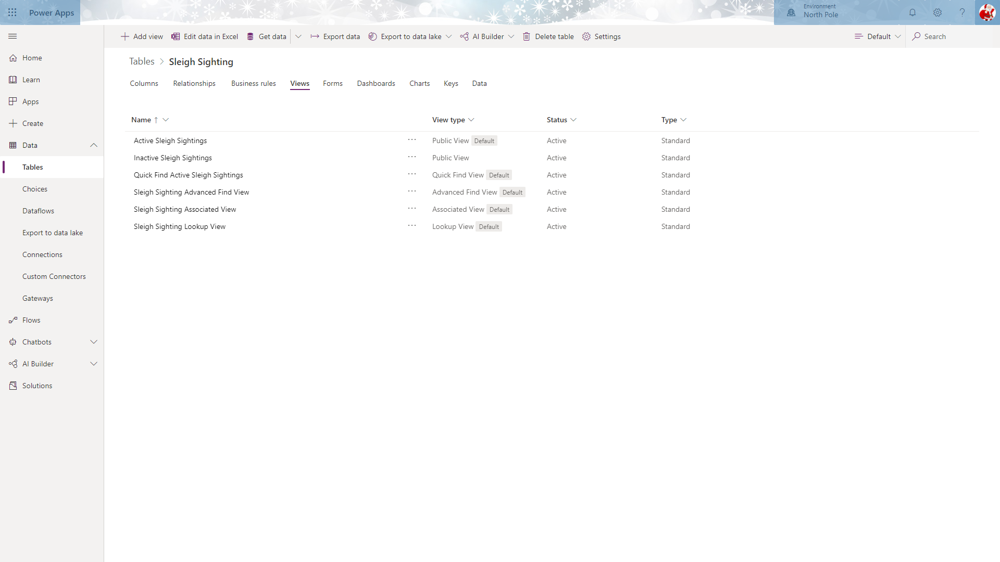 Power Apps
Environment
North Pole
Add view
Edit data in Excel
Get data
Export data
Export to data lake
AI Builder
Delete table
Settings
Default
Search
Home
Learn
Apps
Create
Data
Tables
Choices
Dataflows
Export to data lake
Connections
Custom Connectors
Gateways
Flows
Chatbots
AI Builder
Solutions
Tables > Sleigh Sighting
Columns Relationships Business rules Views Forms Dashboards Charts Keys Data
Name ↑ View type Status Type
Active Sleigh Sightings ... Public View Default Active Standard
Inactive Sleigh Sightings ... Public View Active Standard
Quick Find Active Sleigh Sightings ... Quick Find View Default Active Standard
Sleigh Sighting Advanced Find View ... Advanced Find View Default Active Standard
Sleigh Sighting Associated View ... Associated View Default Active Standard
Sleigh Sighting Lookup View ... Lookup View Default Active Standard